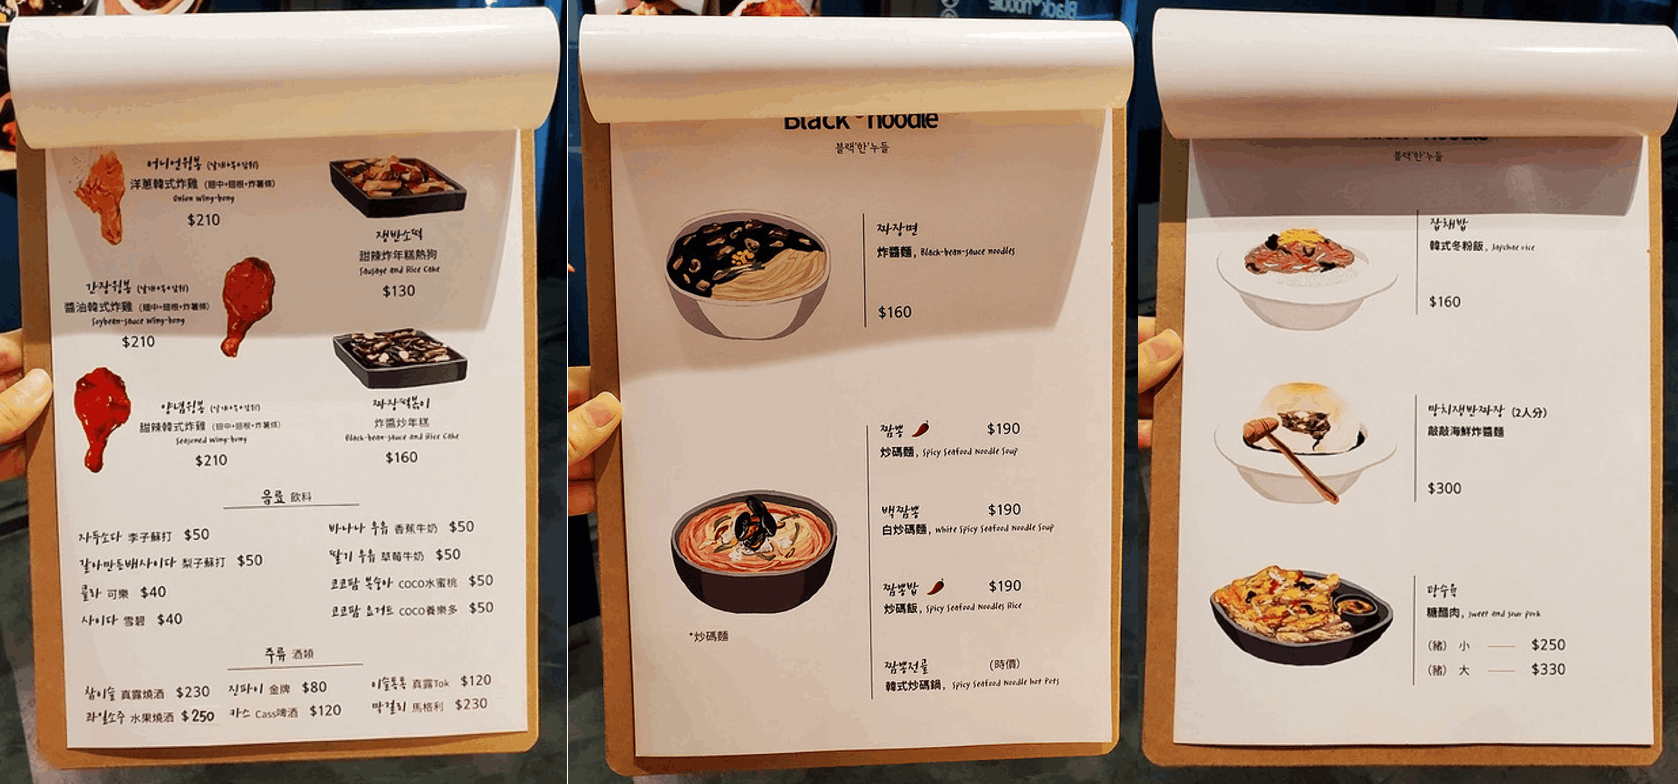 어니언윙봉 (날개+봉+감튀)
洋蔥韓式炸雞 (翅中+翅根+炸薯條)
Onion Wing-bong
$210
쟁반소떡
甜辣炸年糕熱狗
Sausage and Rice Cake
$130
간장윙봉 (날개+봉+감튀)
醬油韓式炸雞 (翅中+翅根+炸薯條)
Soybean-sauce Wing-bong
$210
양념윙봉 (날개+봉+감튀)
甜辣韓式炸雞 (翅中+翅根+炸薯條)
Seasoned Wing-bong
$210
짜장떡볶이
炸醬炒年糕
Black-bean-sauce and Rice Cake
$160
음료 飲料
자두소다 李子蘇打 $50
갈아만든배사이다 梨子蘇打 $50
콜라 可樂 $40
사이다 雪碧 $40
바나나 우유 香蕉牛奶 $50
딸기 우유 草莓牛奶 $50
코코팜 복숭아 COCO水蜜桃 $50
코코팜 요거트 COCO養樂多 $50
주류 酒類
참이슬 真露燒酒 $230
과일소주 水果燒酒 $250
진파이 金牌 $80
카스 Cass啤酒 $120
이슬톡톡 真露Tok $120
막걸리 馬格利 $230
Black noodle
블랙'한'누들
짜장면
炸醬麵, Black-bean-sauce noodles
$160
짬뽕 $190
炒碼麵, Spicy Seafood Noodle Soup
백짬뽕 $190
白炒碼麵, White Spicy Seafood Noodle Soup
짬뽕밥 $190
炒碼飯, Spicy Seafood Noodles Rice
짬뽕전골 (時價)
韓式炒碼鍋, Spicy Seafood Noodle Hot Pots
*炒碼麵
블랙'한'누들
잡채밥
韓式冬粉飯, Japchae rice
$160
망치쟁반짜장 (2人分)
敲敲海鮮炸醬麵
$300
탕수육
糖醋肉, Sweet and sour pork
(豬) 小 $250
(豬) 大 $330